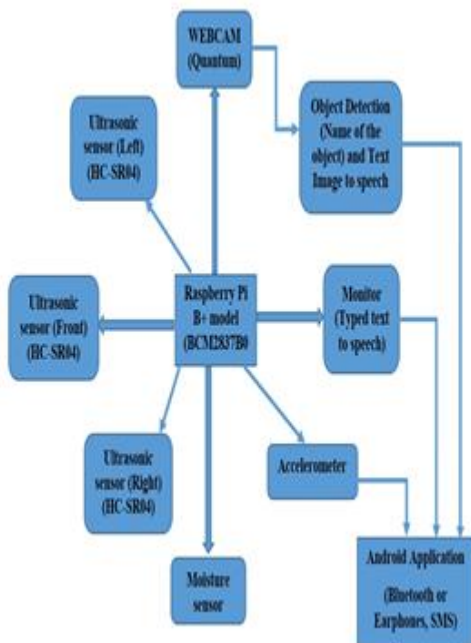 WEBCAM
(Quantum)
Ultrasonic
sensor (Left)
(HC-SR04)
Object Detection
(Name of the
object) and Text
Image to speech
Ultrasonic
sensor (Front)
(HC-SR04)
Raspberry Pi
B+ model
(BCM2837B0
Monitor
(Typed text
to speech)
Ultrasonic
sensor (Right)
(HC-SR04)
Accelerometer
Moisture
sensor
Android Application
(Bluetooth or
Earphones, SMS)